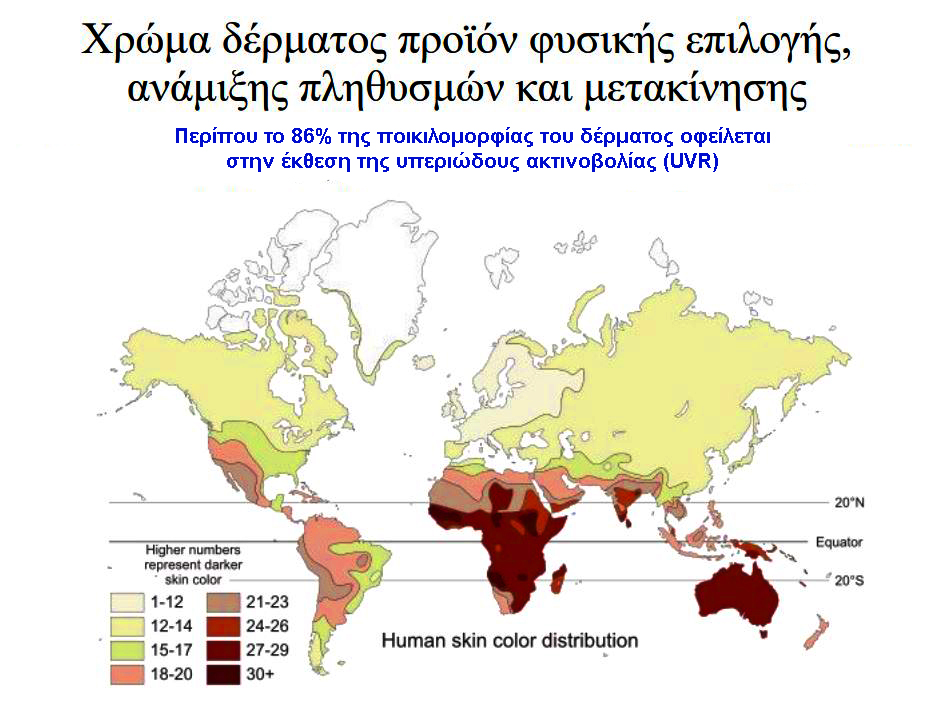 Χρώμα δέρματος προϊόν φυσικής επιλογής,
ανάμιξης πληθυσμών και μετακίνησης
Περίπου το 86% της ποικιλομορφίας του δέρματος οφείλεται
στην έκθεση της υπεριώδους ακτινοβολίας (UVR)
20°N
Equator
20°S
Higher numbers
represent darker
skin color
1-12
21-23
12-14
24-26
15-17
27-29
18-20
30+
Human skin color distribution